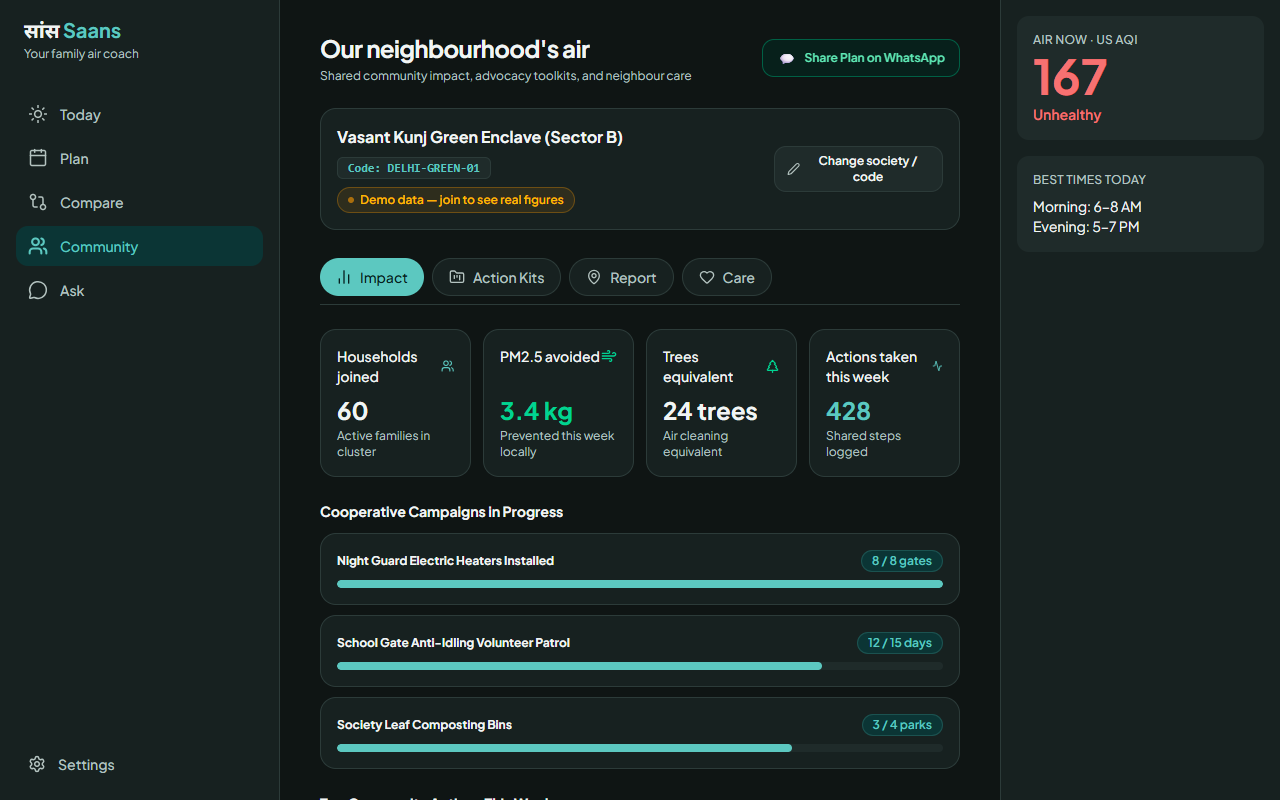 सांस Saans
Your family air coach
Today
Plan
Compare
Community
Ask
Settings
Our neighbourhood's air
Shared community impact, advocacy toolkits, and neighbour care
Share Plan on WhatsApp
Vasant Kunj Green Enclave (Sector B)
Code: DELHI-GREEN-01
Demo data — join to see real figures
Change society /
code
Impact
Action Kits
Report
Care
Households
joined
60
Active families in
cluster
PM2.5 avoided
3.4 kg
Prevented this week
locally
Trees
equivalent
24 trees
Air cleaning
equivalent
Actions taken
this week
428
Shared steps
logged
Cooperative Campaigns in Progress
Night Guard Electric Heaters Installed
8 / 8 gates
School Gate Anti-Idling Volunteer Patrol
12 / 15 days
Society Leaf Composting Bins
3 / 4 parks
AIR NOW · US AQI
167
Unhealthy
BEST TIMES TODAY
Morning: 6–8 AM
Evening: 5–7 PM